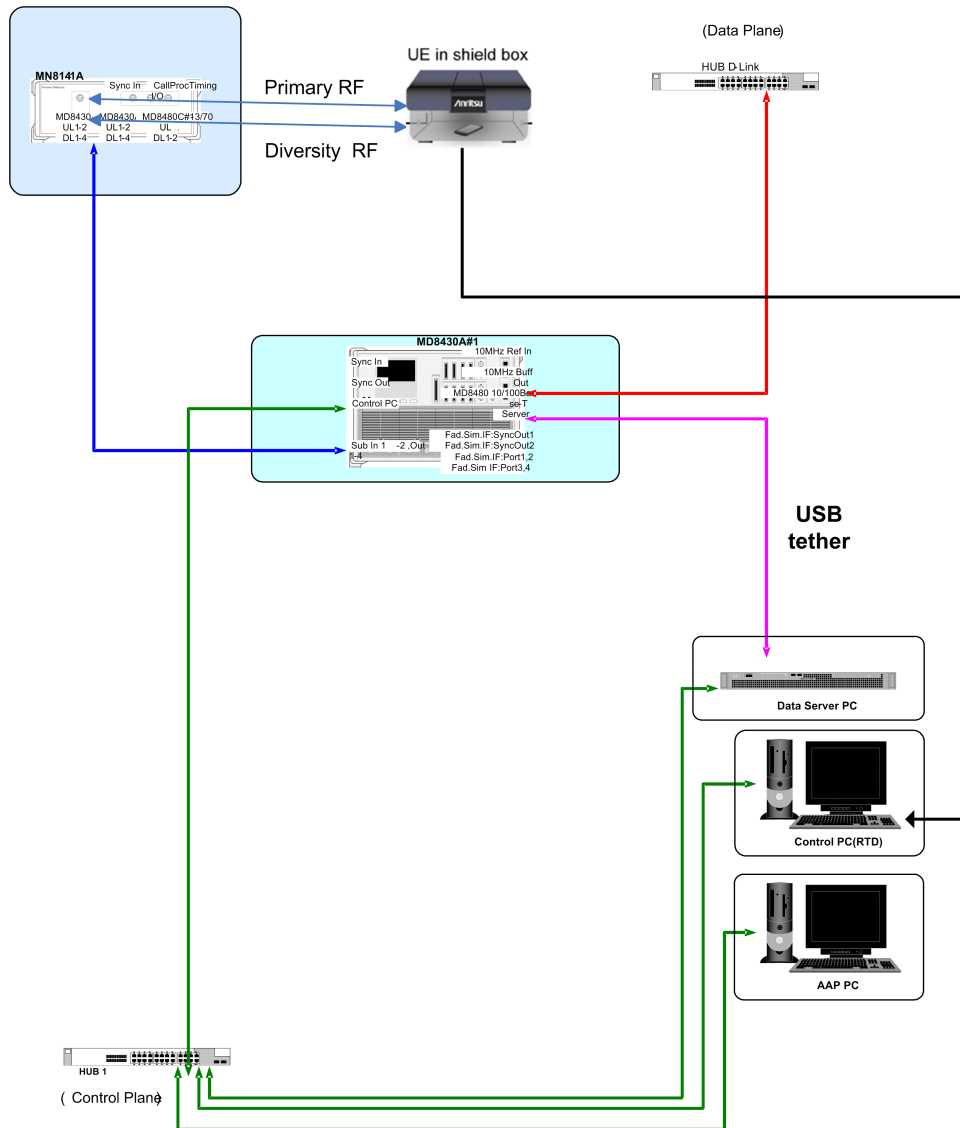 (Data Plane)
UE in shield box
HUB D-Link
MN8141A
Sync In CallProcTiming
I/O
Primary RF
Anritsu
MD8430 MD8430 MD8480C#13/70
UL1-2 UL1-2 UL
DL1-4 DL1-4 DL1-2
Diversity RF
MD8430A#1
10MHz Ref In
Sync In
10MHz Buff
Sync Out
Out
MD8480 10/100Ba
se-T
Control PC
Server
Fad.Sim.IF:SyncOut1
Sub In 1 -2 ,Out
Fad.Sim.IF:SyncOut2
1-4
Fad.Sim.IF:Port1,2
Fad.Sim IF:Port3,4
USB
tether
Data Server PC
Control PC(RTD)
AAP PC
HUB 1
( Control Plane)